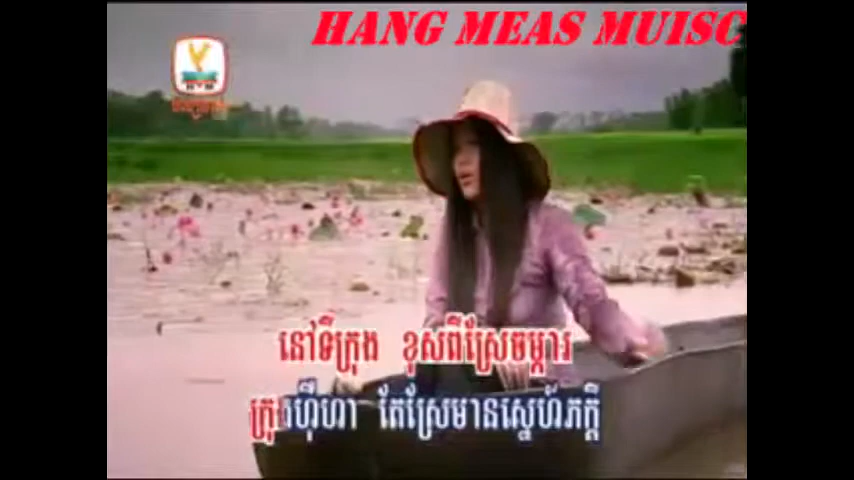 HANG MEAS MUISC
នៅទីក្រុង ខុសពីស្រែចម្ការ
ក្រុងហ៊ឺហា តែស្រែមានស្នេហ៍ភក្តី